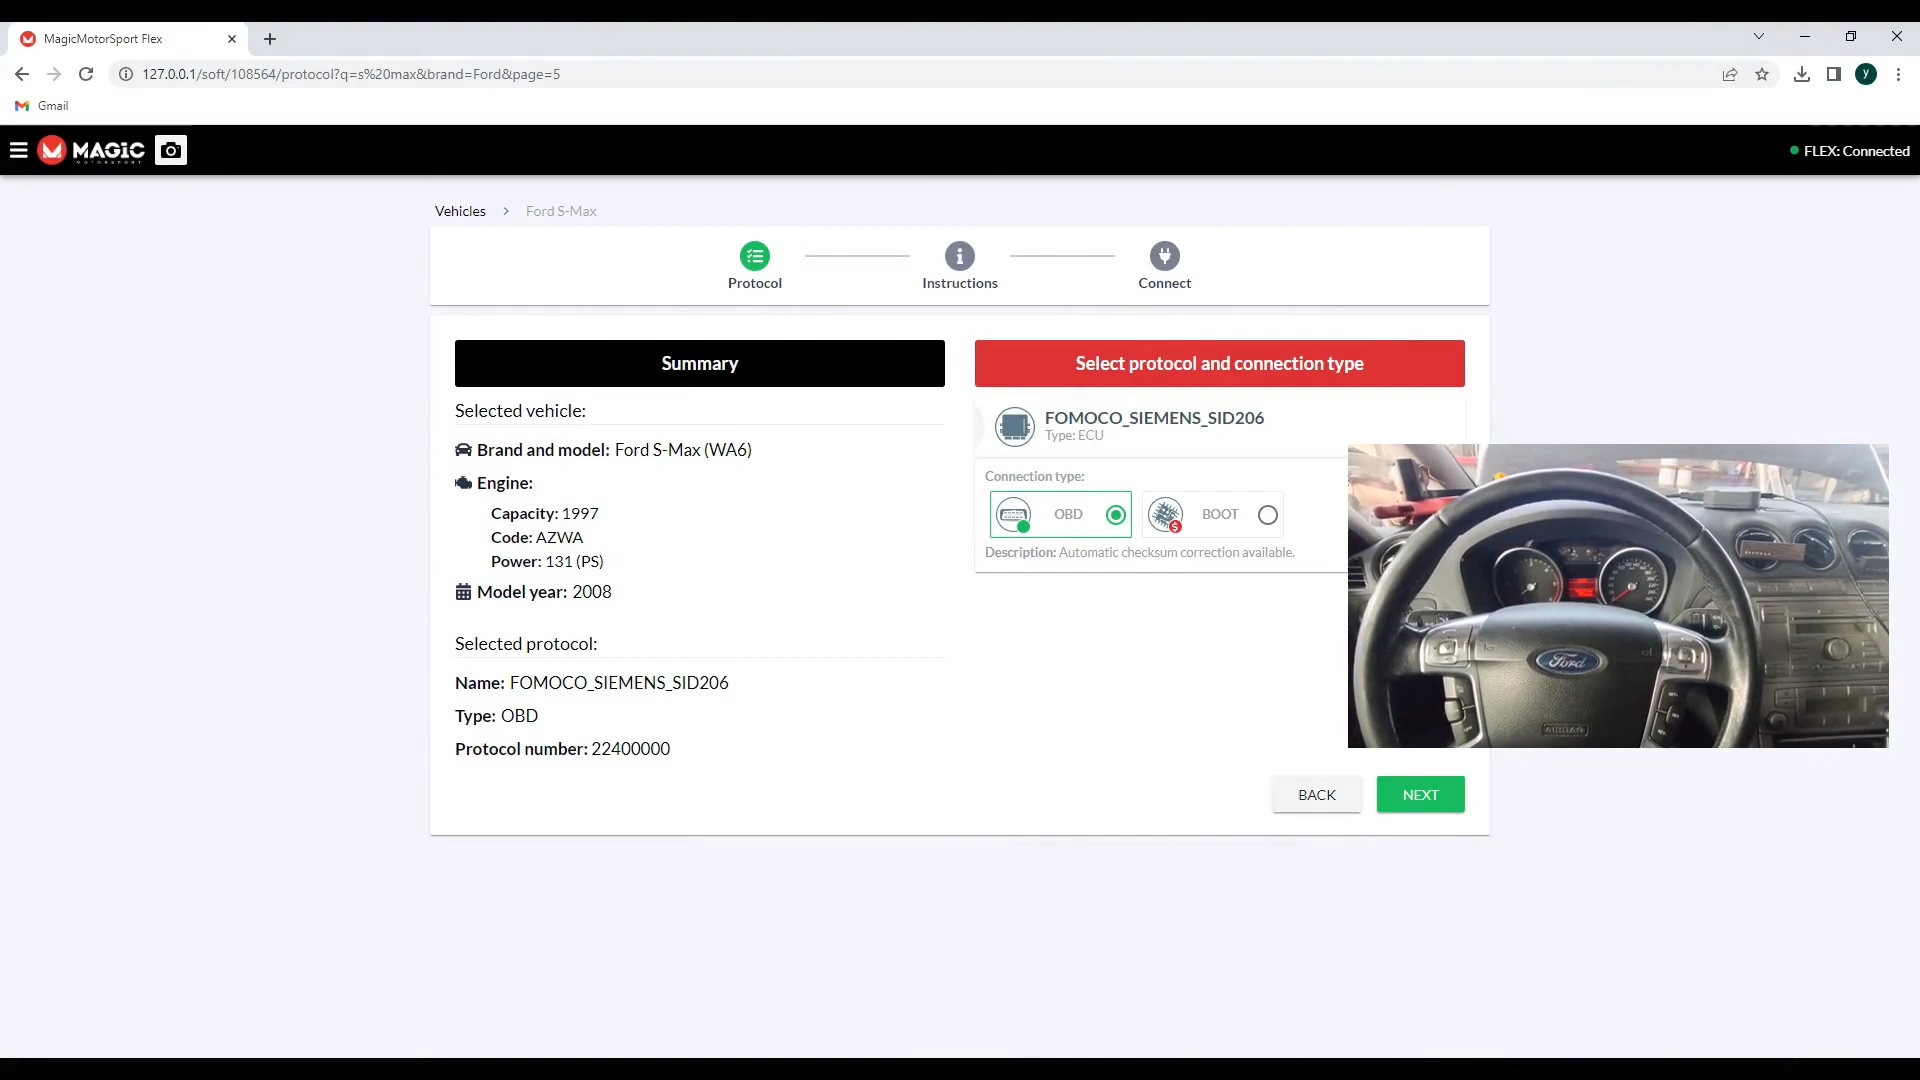 MagicMotorSport Flex
127.0.0.1/soft/108564/protocol?q=s%20max&brand=Ford&page=5
y
Gmail
MAGIC
MOTORSPORT
FLEX: Connected
Vehicles > Ford S-Max
Protocol
Instructions
Connect
Summary
Selected vehicle:
Brand and model: Ford S-Max (WA6)
Engine:
Capacity: 1997
Code: AZWA
Power: 131 (PS)
Model year: 2008
Selected protocol:
Name: FOMOCO_SIEMENS_SID206
Type: OBD
Protocol number: 22400000
Select protocol and connection type
FOMOCO_SIEMENS_SID206
Type: ECU
Connection type:
OBD
$
BOOT
Description: Automatic checksum correction available.
Ford
AIRBAG
BACK
NEXT